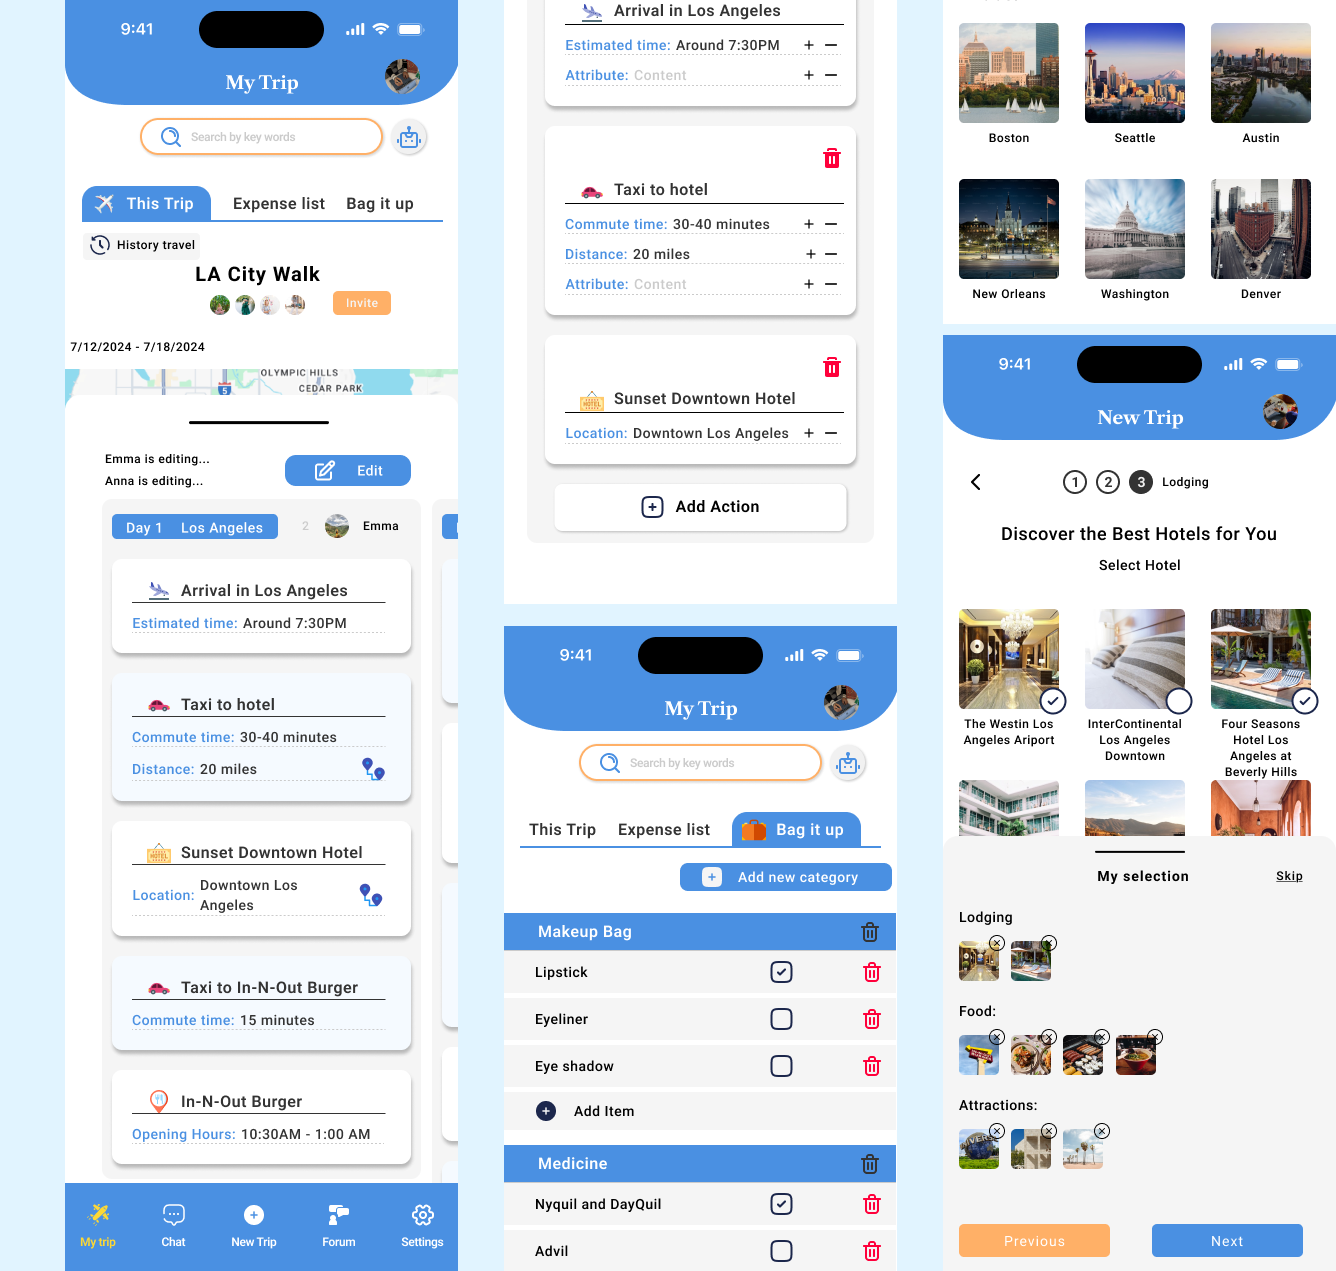 9:41
My Trip
Search by key words
This Trip
Expense list
Bag it up
History travel
LA City Walk
Invite
7/12/2024 - 7/18/2024
OLYMPIC HILLS
CEDAR PARK
5
Emma is editing...
Anna is editing...
Edit
Day 1 Los Angeles
2
Emma
Arrival in Los Angeles
Estimated time: Around 7:30PM
Taxi to hotel
Commute time: 30-40 minutes
Distance: 20 miles
HOTEL
Sunset Downtown Hotel
Location: Downtown Los
Angeles
Taxi to In-N-Out Burger
Commute time: 15 minutes
In-N-Out Burger
Opening Hours: 10:30AM - 1:00 AM
My trip
Chat
New Trip
Forum
Settings
Arrival in Los Angeles
Estimated time: Around 7:30PM
Attribute: Content
Taxi to hotel
Commute time: 30-40 minutes
Distance: 20 miles
Attribute: Content
HOTEL
Sunset Downtown Hotel
Location: Downtown Los Angeles
Add Action
9:41
My Trip
Search by key words
This Trip
Expense list
Bag it up
Add new category
Makeup Bag
Lipstick
Eyeliner
Eye shadow
Add Item
Medicine
Nyquil and DayQuil
Advil
Boston
Seattle
Austin
New Orleans
Washington
Denver
9:41
New Trip
1
2
3
Lodging
Discover the Best Hotels for You
Select Hotel
The Westin Los
Angeles Ariport
InterContinental
Los Angeles
Downtown
Four Seasons
Hotel Los
Angeles at
Beverly Hills
My selection
Skip
Lodging
Food:
Attractions:
Previous
Next